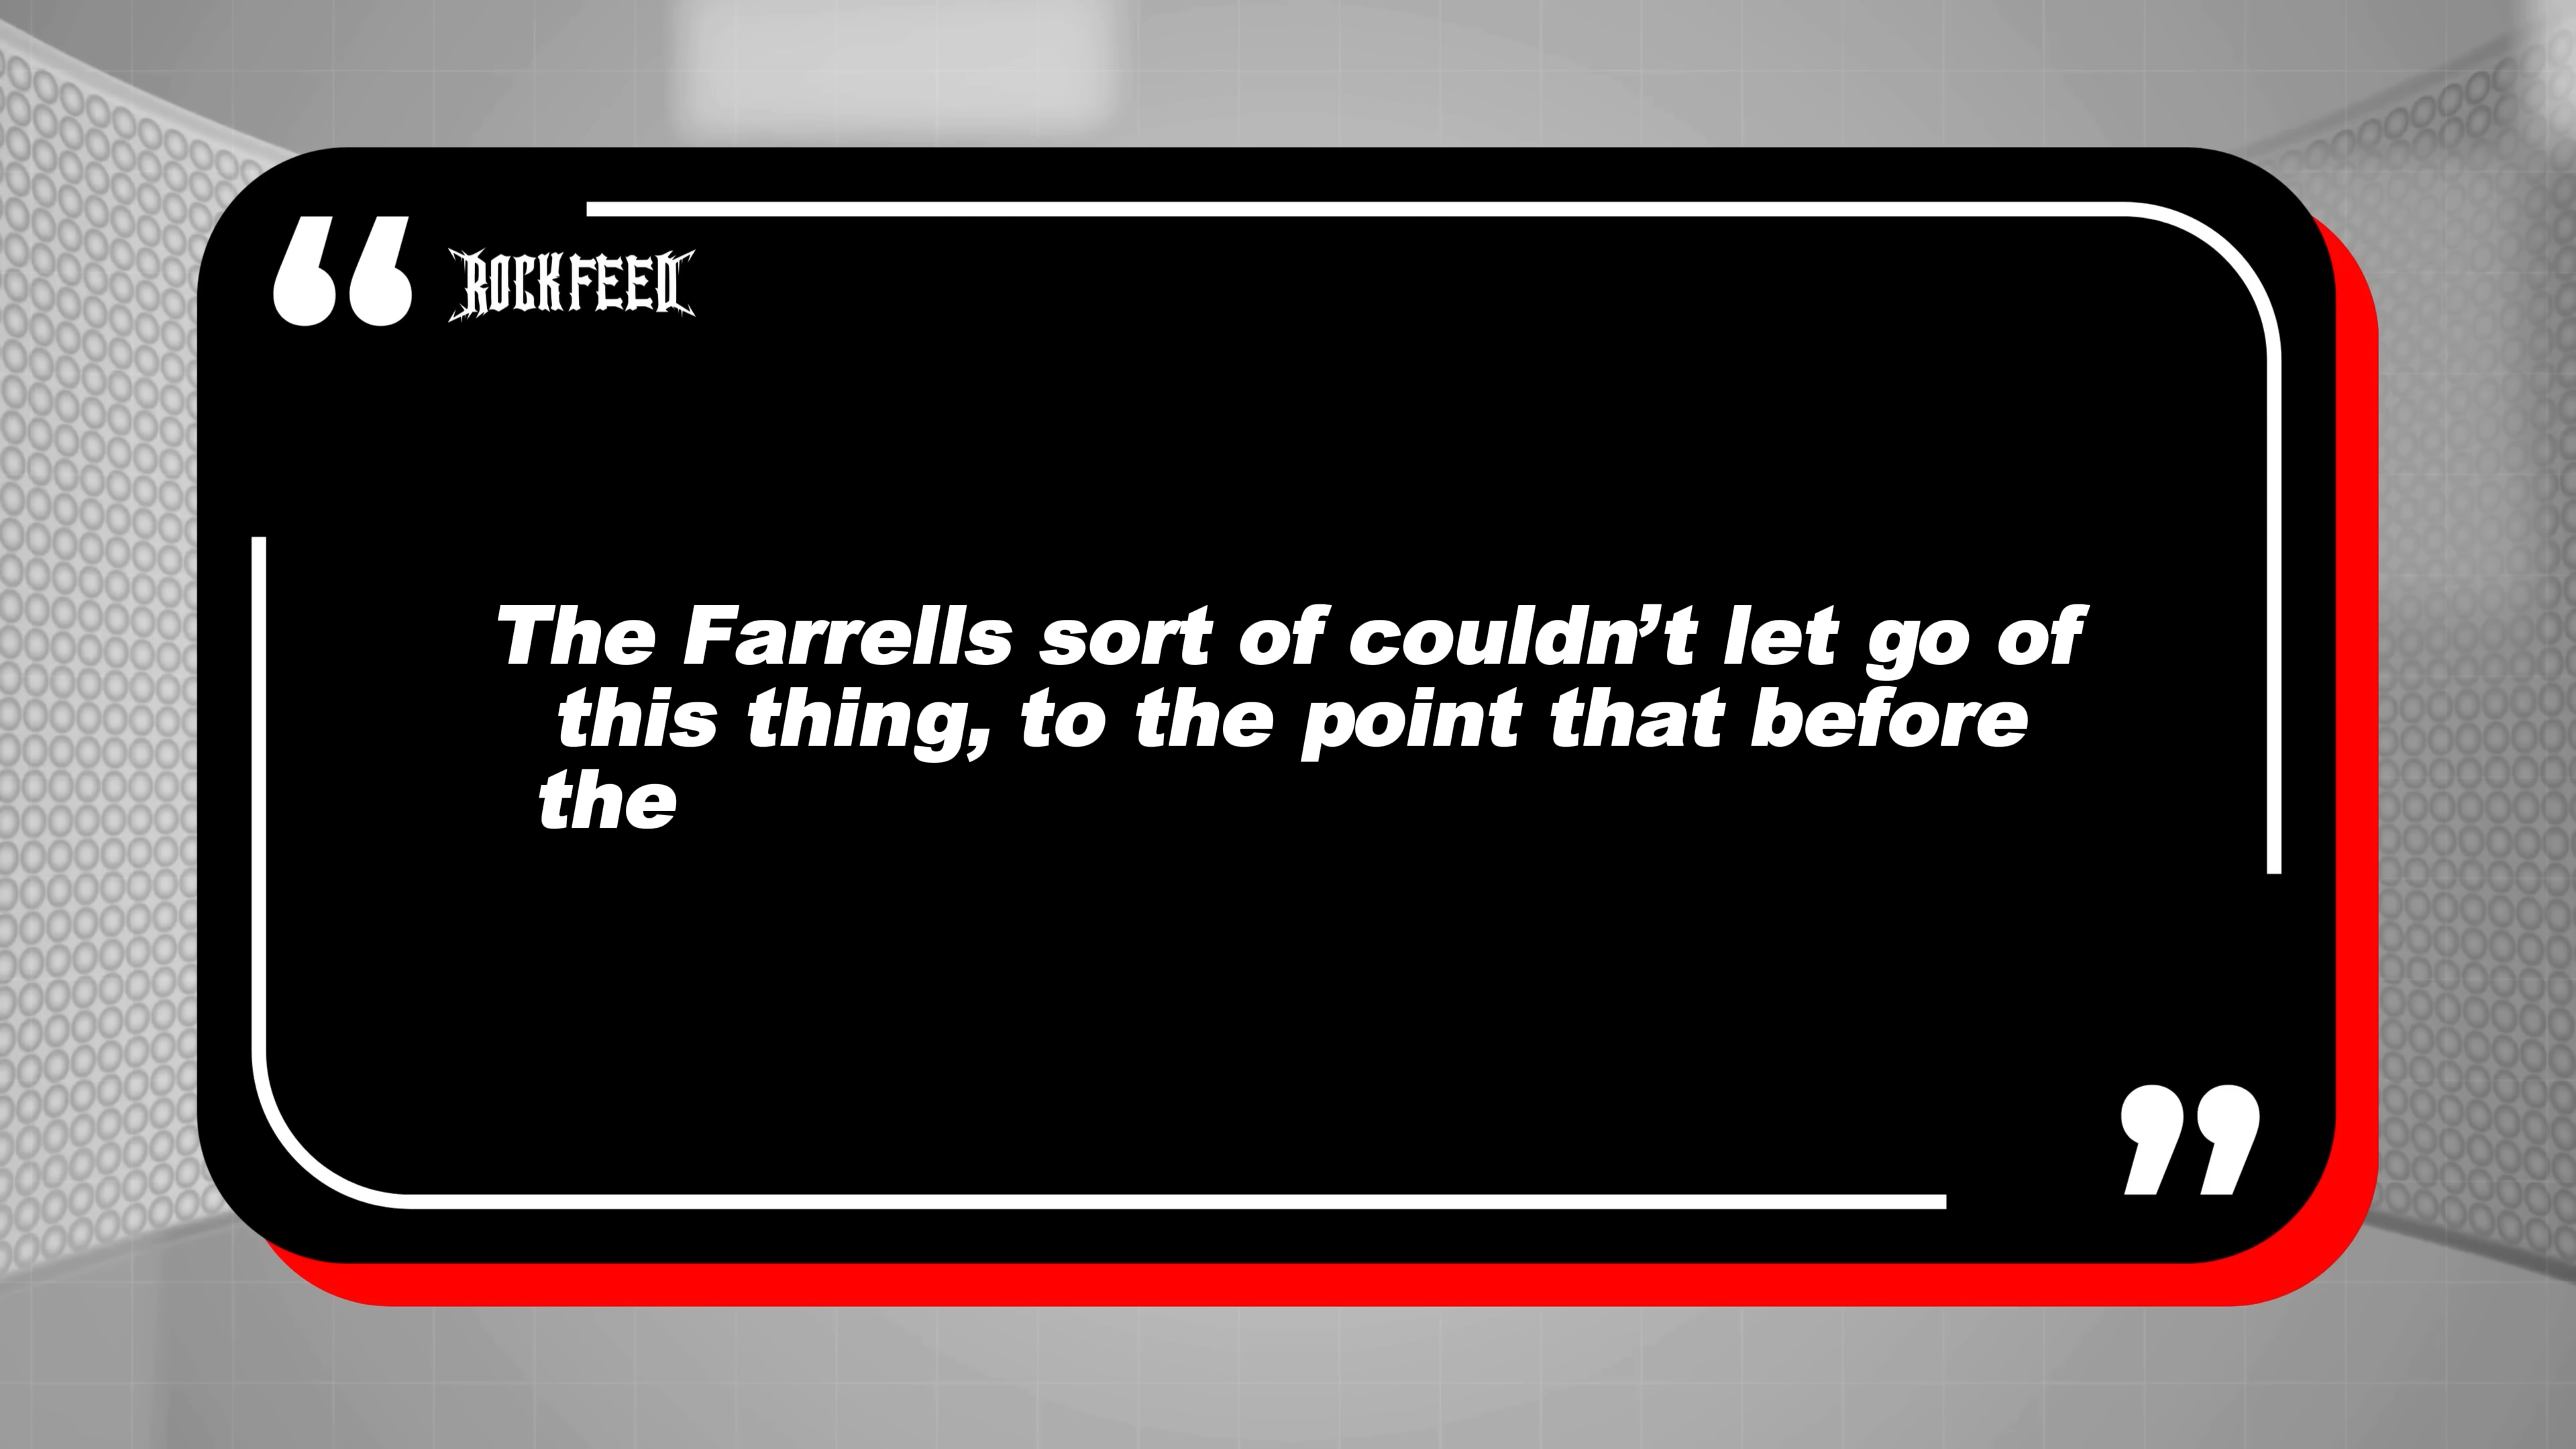 “ ROCKFEED
The Farrells sort of couldn’t let go of
this thing, to the point that before
the
”